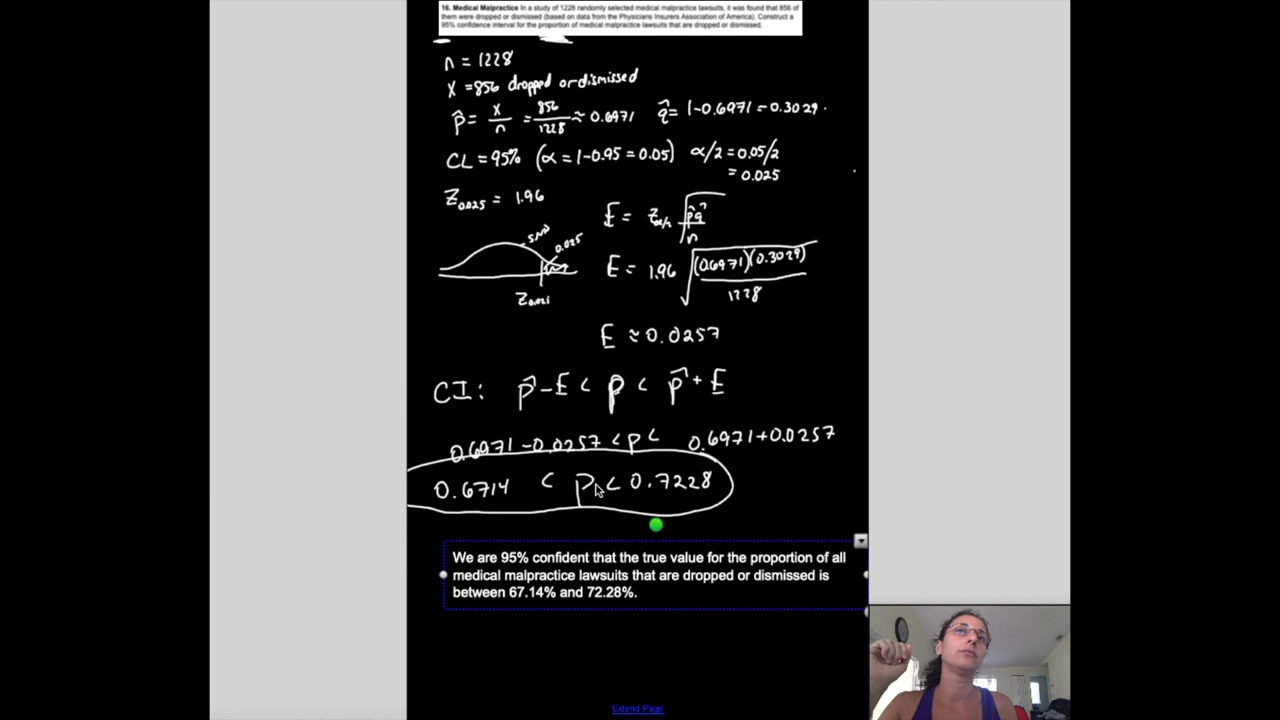 16. Medical Malpractice In a study of 1228 randomly selected medical malpractice lawsuits, it was found that 856 of
them were dropped or dismissed (based on data from the Physicians Insurers Association of America). Construct a
95% confidence interval for the proportion of medical malpractice lawsuits that are dropped or dismissed.
n = 1228
x = 856 dropped or dismissed
p̂ = x/n = 856/1228 ≈ 0.6971 q̂ = 1-0.6971 = 0.3029.
CL = 95% (α = 1-0.95 = 0.05) α/2 = 0.05/2
= 0.025
Z0.025 = 1.96
E = Zα/2 √(p̂q̂/n)
SND 0.025
E = 1.96 √((0.6971)(0.3029)/1228)
Z0.025
E ≈ 0.0257
CI: p̂ - E < p < p̂ + E
0.6971 - 0.0257 < p < 0.6971 + 0.0257
0.6714 < p < 0.7228
We are 95% confident that the true value for the proportion of all
medical malpractice lawsuits that are dropped or dismissed is
between 67.14% and 72.28%.
Extend Page